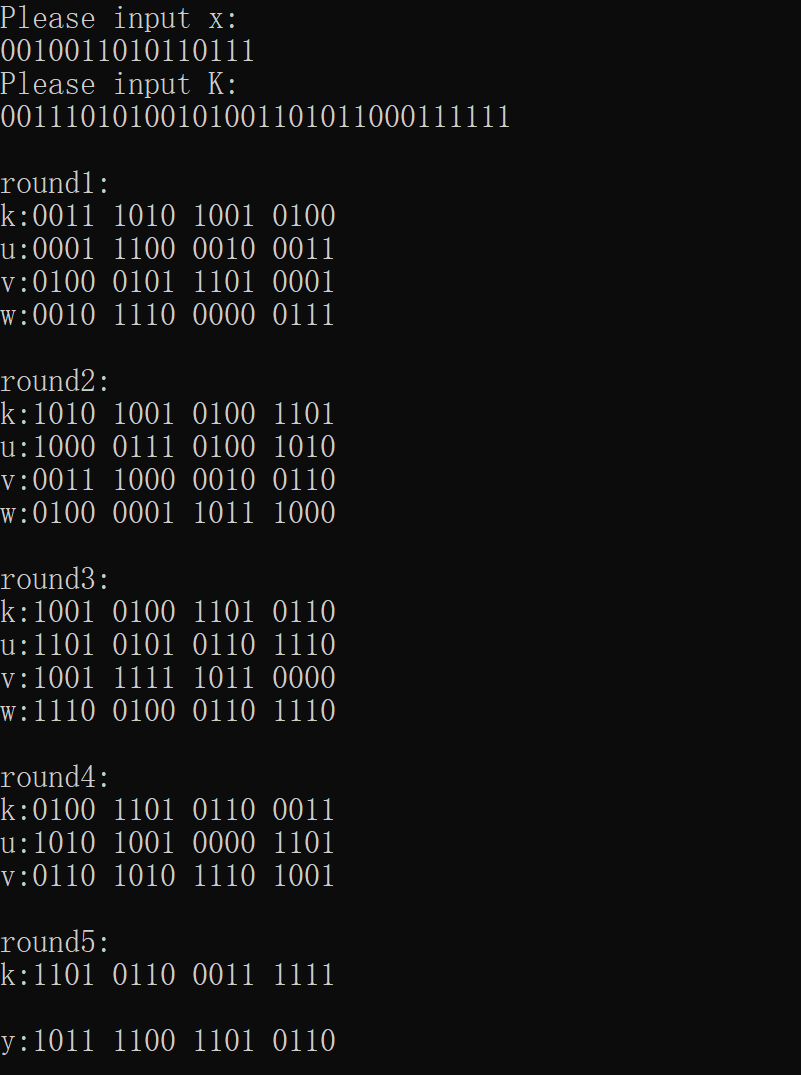 Please input x:
0010011010110111
Please input K:
00111010100101001101011000111111
round1:
k:0011 1010 1001 0100
u:0001 1100 0010 0011
v:0100 0101 1101 0001
w:0010 1110 0000 0111
round2:
k:1010 1001 0100 1101
u:1000 0111 0100 1010
v:0011 1000 0010 0110
w:0100 0001 1011 1000
round3:
k:1001 0100 1101 0110
u:1101 0101 0110 1110
v:1001 1111 1011 0000
w:1110 0100 0110 1110
round4:
k:0100 1101 0110 0011
u:1010 1001 0000 1101
v:0110 1010 1110 1001
round5:
k:1101 0110 0011 1111
y:1011 1100 1101 0110